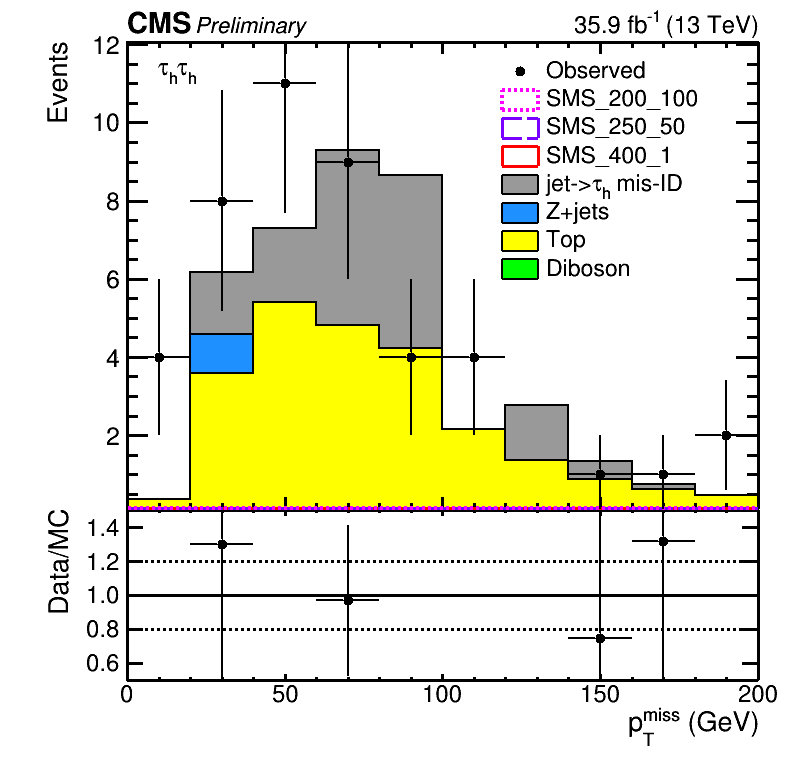 CMS Preliminary 35.9 fb⁻¹ (13 TeV)
Events
12
10
8
6
4
2
τhτh
Observed
SMS_200_100
SMS_250_50
SMS_400_1
jet->τh mis-ID
Z+jets
Top
Diboson
Data/MC
1.4
1.2
1.0
0.8
0.6
0 50 100 150 200
pTmiss (GeV)